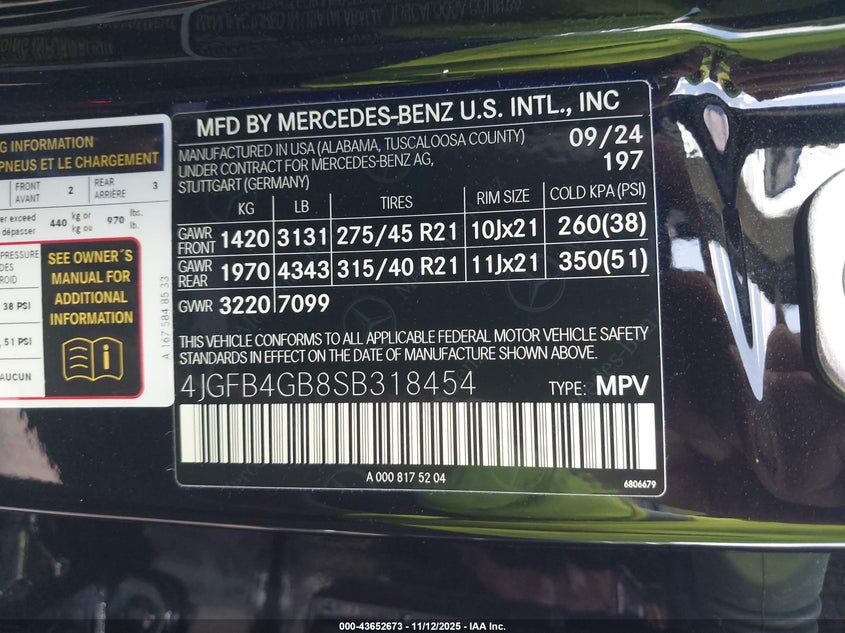 G INFORMATION
PNEUS ET LE CHARGEMENT
FRONT
AVANT
2
REAR
ARRIÈRE
3
er exceed
dépasser
440 kg or
kg ou
970 lbs.
lb.
PRESSURE
DES
ROID
38 PSI
51 PSI
AUCUN
SEE OWNER'S
MANUAL FOR
ADDITIONAL
INFORMATION
A 167 584 85 33
MFD BY MERCEDES-BENZ U.S. INTL., INC
MANUFACTURED IN USA (ALABAMA, TUSCALOOSA COUNTY) 09/24
UNDER CONTRACT FOR MERCEDES-BENZ AG, 197
STUTTGART (GERMANY)
KG LB TIRES RIM SIZE COLD KPA (PSI)
GAWR
FRONT 1420 3131 275/45 R21 10Jx21 260(38)
GAWR
REAR 1970 4343 315/40 R21 11Jx21 350(51)
GVWR 3220 7099
THIS VEHICLE CONFORMS TO ALL APPLICABLE FEDERAL MOTOR VEHICLE SAFETY
STANDARDS IN EFFECT ON THE DATE OF MANUFACTURE SHOWN ABOVE.
4JGFB4GB8SB318454 TYPE: MPV
A 000 817 52 04
6806679
000-43652673 - 11/12/2025 - IAA Inc.